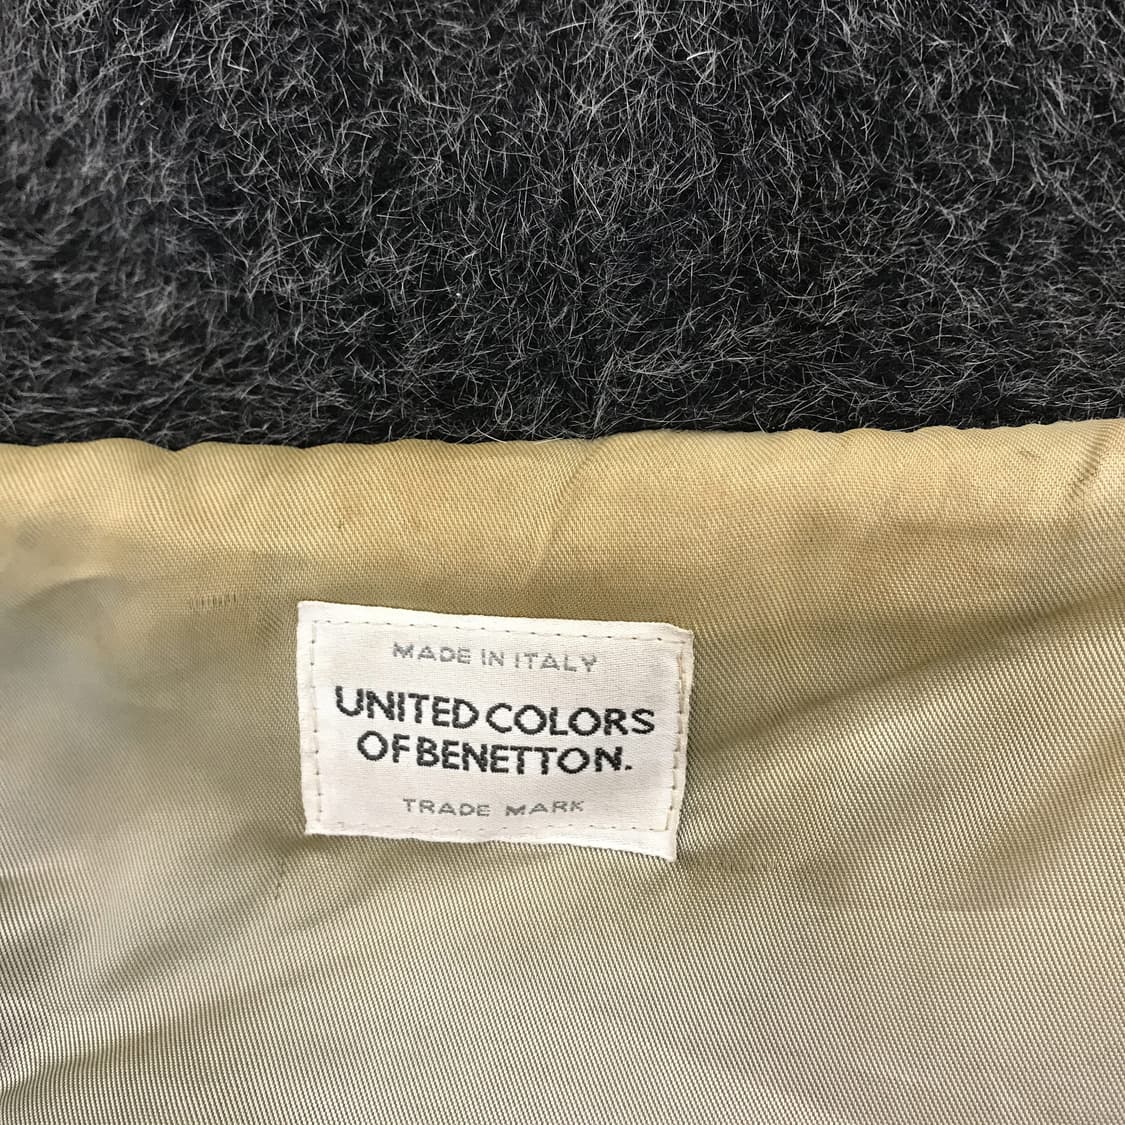 MADE IN ITALY
UNITED COLORS
OF BENETTON.
TRADE MARK